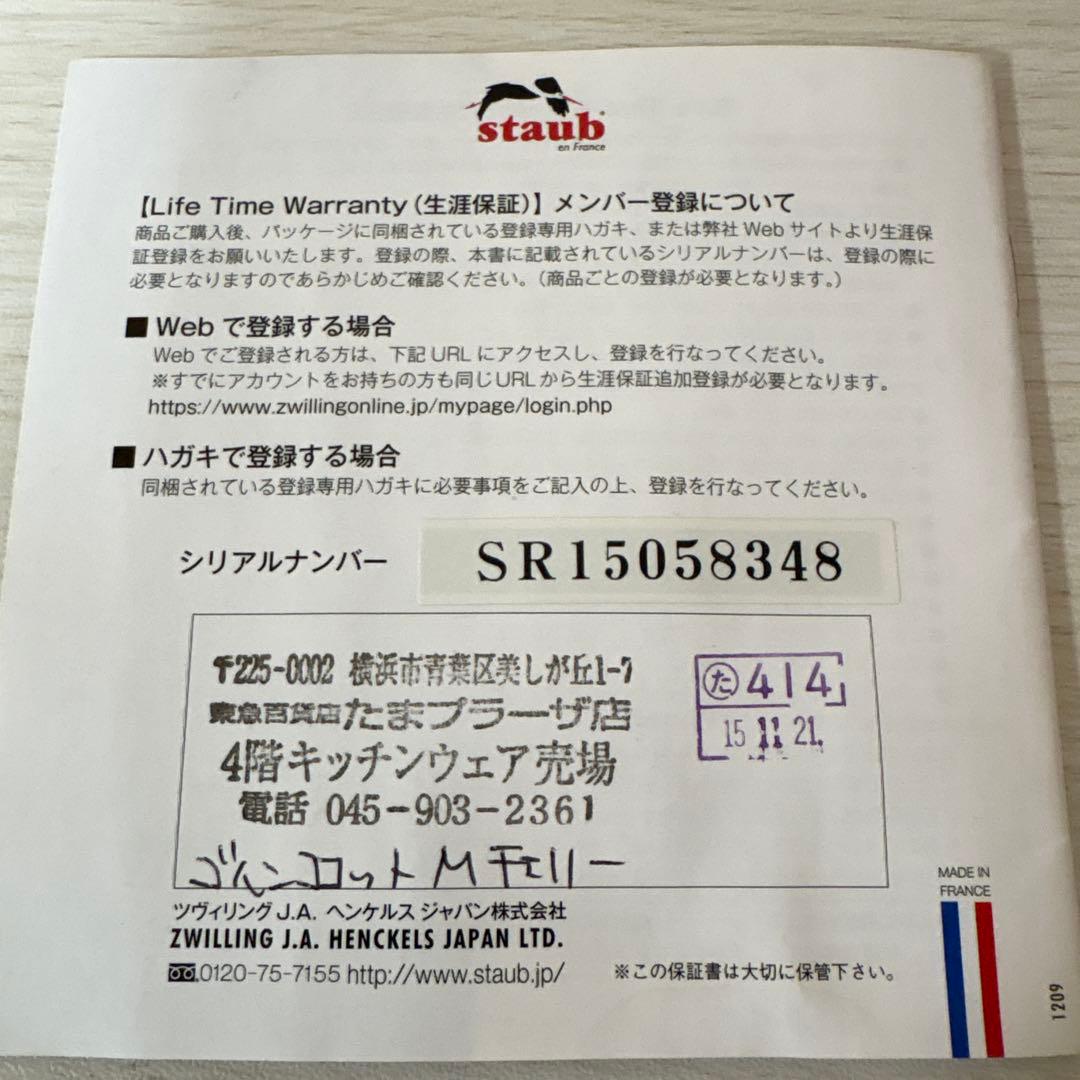 staub
en France
【Life Time Warranty（生涯保証）】メンバー登録について
商品ご購入後、パッケージに同梱されている登録専用ハガキ、または弊社 Web サイトより生涯保
証登録をお願いいたします。登録の際、本書に記載されているシリアルナンバーは、登録の際に
必要となりますのであらかじめご確認ください。（商品ごとの登録が必要となります。）
■ Web で登録する場合
Web でご登録される方は、下記 URL にアクセスし、登録を行なってください。
※すでにアカウントをお持ちの方も同じURLから生涯保証追加登録が必要となります。
https://www.zwillingonline.jp/mypage/login.php
■ ハガキで登録する場合
同梱されている登録専用ハガキに必要事項をご記入の上、登録を行なってください。
シリアルナンバー SR15058348
〒225-0002 横浜市青葉区美しが丘1-7
東急百貨店たまプラーザ店
4階キッチンウェア売場
電話 045-903-2361
た 414
15.11.21.
ココット M チェリー
ツヴィリング J.A. ヘンケルス ジャパン株式会社
ZWILLING J.A. HENCKELS JAPAN LTD.
0120-75-7155 http://www.staub.jp/
※この保証書は大切に保管下さい。
MADE IN
FRANCE
1209